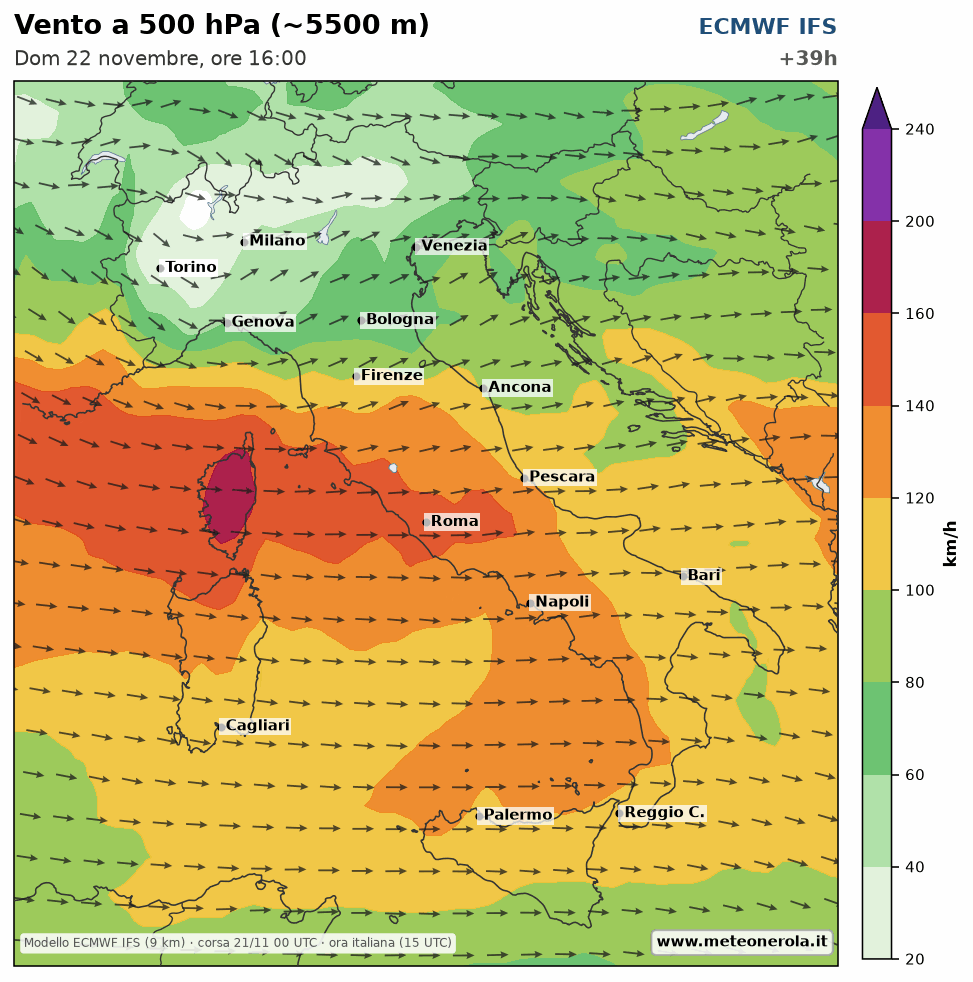 Vento a 500 hPa (~5500 m)
ECMWF IFS
Dom 22 novembre, ore 16:00
+39h
Milano
Venezia
Torino
Genova
Bologna
Firenze
Ancona
Pescara
Roma
Bari
Napoli
Cagliari
Palermo
Reggio C.
240
200
160
140
120
100
80
60
40
20
km/h
Modello ECMWF IFS (9 km) · corsa 21/11 00 UTC · ora italiana (15 UTC)
www.meteonerola.it